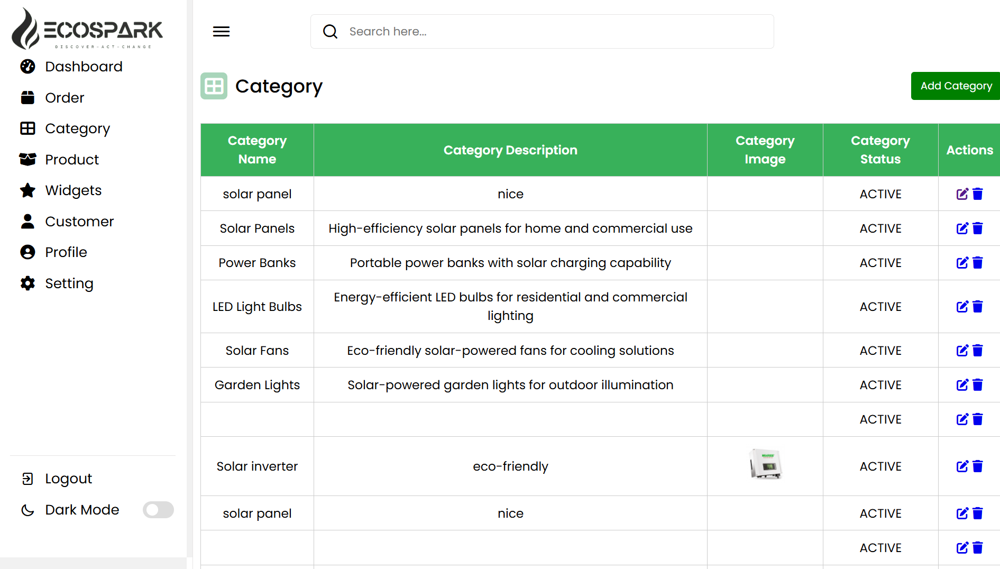 ECOSPARK
DISCOVER-ACT-CHANGE
Dashboard
Order
Category
Product
Widgets
Customer
Profile
Setting
Logout
Dark Mode
Search here...
Category
Add Category
Category Name
Category Description
Category Image
Category Status
Actions
solar panel
nice
ACTIVE
Solar Panels
High-efficiency solar panels for home and commercial use
ACTIVE
Power Banks
Portable power banks with solar charging capability
ACTIVE
LED Light Bulbs
Energy-efficient LED bulbs for residential and commercial
lighting
ACTIVE
Solar Fans
Eco-friendly solar-powered fans for cooling solutions
ACTIVE
Garden Lights
Solar-powered garden lights for outdoor illumination
ACTIVE
ACTIVE
Solar inverter
eco-friendly
WAAREE
ACTIVE
solar panel
nice
ACTIVE
ACTIVE